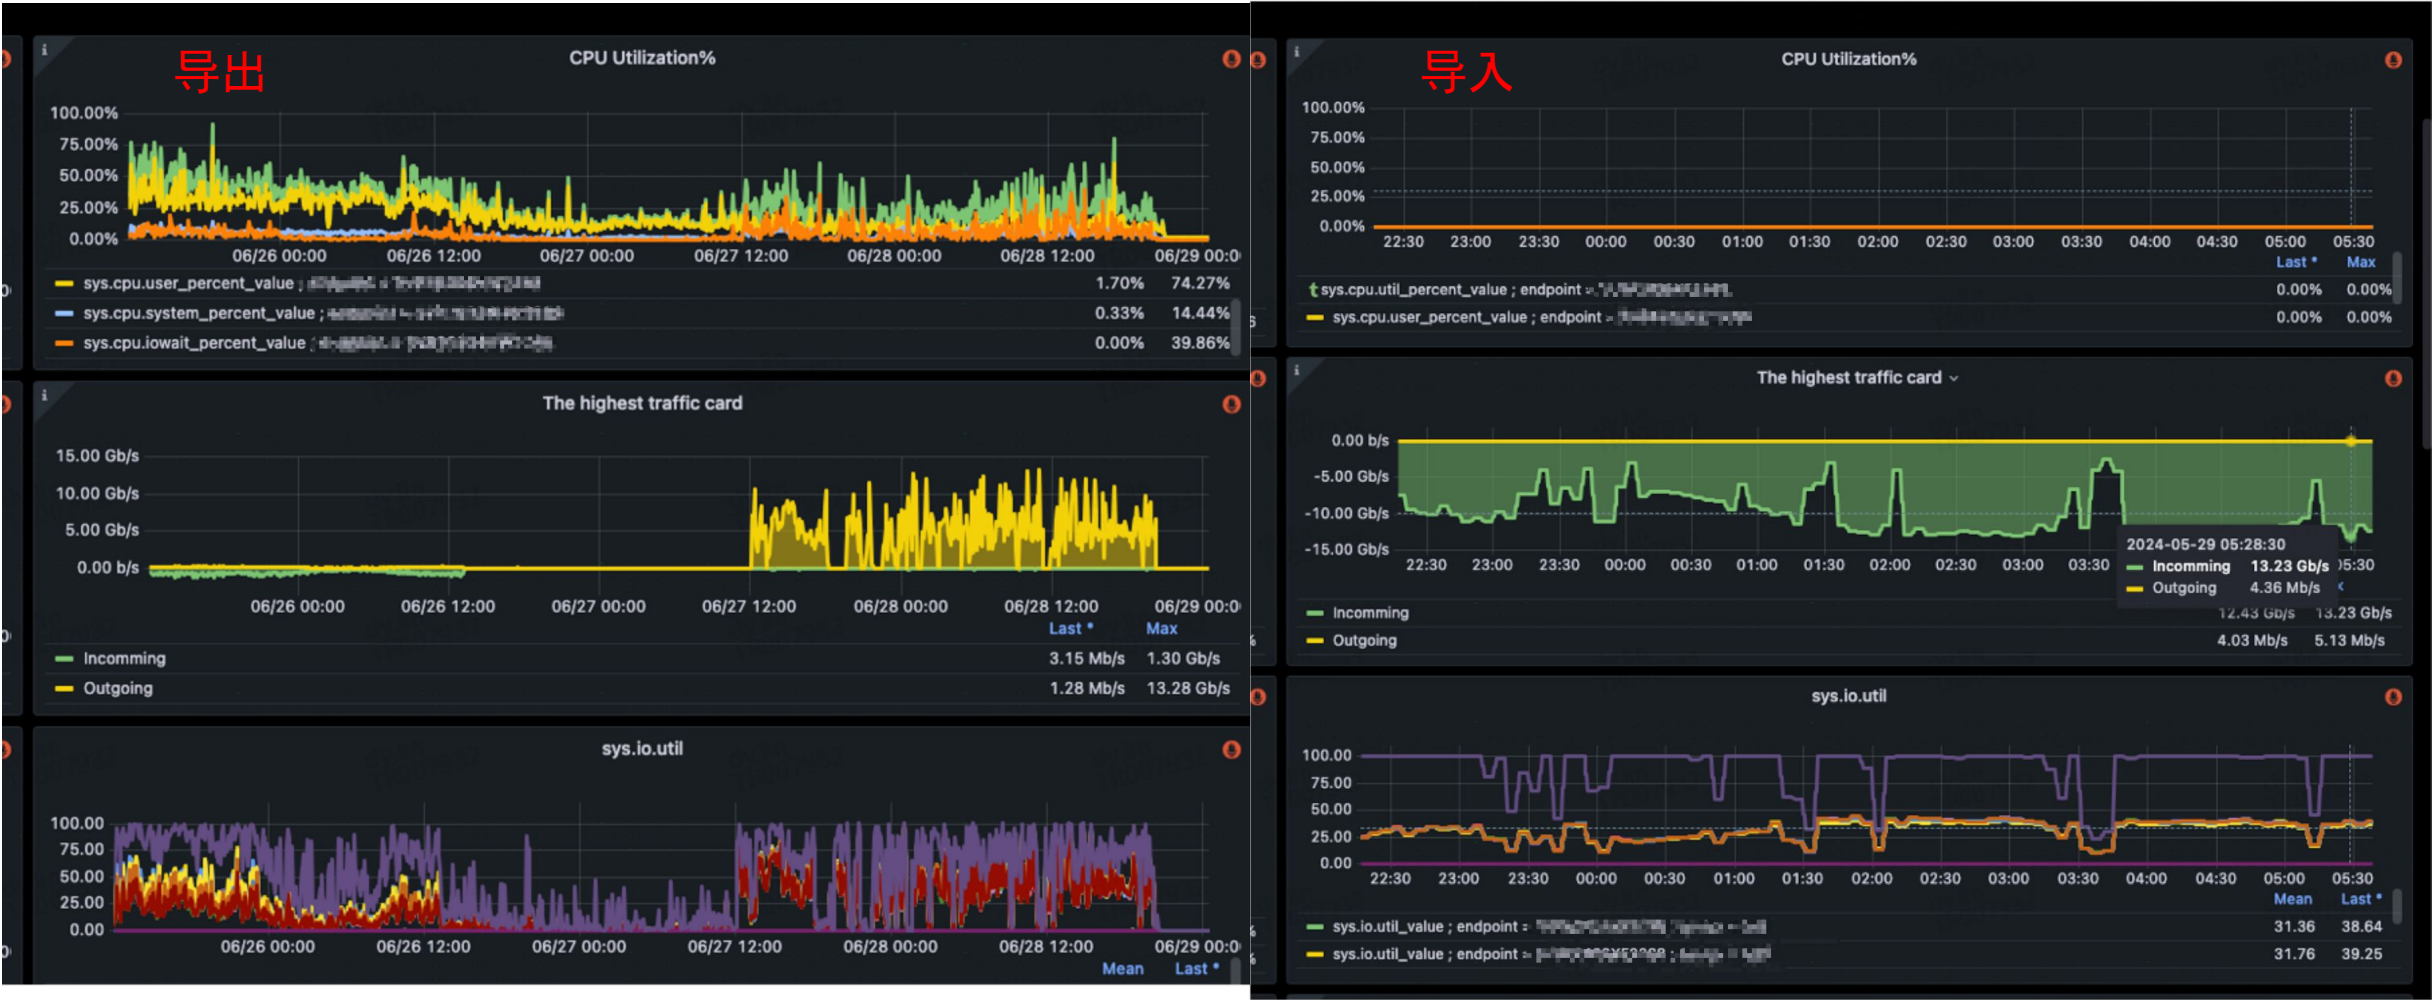 导出
CPU Utilization%
100.00%
75.00%
50.00%
25.00%
0.00%
06/26 00:00 06/26 12:00 06/27 00:00 06/27 12:00 06/28 00:00 06/28 12:00 06/29 00:0
sys.cpu.user_percent_value ; 1.70% 74.27%
sys.cpu.system_percent_value ; 0.33% 14.44%
sys.cpu.iowait_percent_value ; 0.00% 39.86%
The highest traffic card
15.00 Gb/s
10.00 Gb/s
5.00 Gb/s
0.00 b/s
06/26 00:00 06/26 12:00 06/27 00:00 06/27 12:00 06/28 00:00 06/28 12:00 06/29 00:0
Last * Max
Incomming 3.15 Mb/s 1.30 Gb/s
Outgoing 1.28 Mb/s 13.28 Gb/s
sys.io.util
100.00
75.00
50.00
25.00
0.00
06/26 00:00 06/26 12:00 06/27 00:00 06/27 12:00 06/28 00:00 06/28 12:00 06/29 00:0
Mean Last *
导入
CPU Utilization%
100.00%
75.00%
50.00%
25.00%
0.00%
22:30 23:00 23:30 00:00 00:30 01:00 01:30 02:00 02:30 03:00 03:30 04:00 04:30 05:00 05:30
Last * Max
sys.cpu.util_percent_value ; endpoint = 0.00% 0.00%
sys.cpu.user_percent_value ; endpoint = 0.00% 0.00%
The highest traffic card
0.00 b/s
-5.00 Gb/s
-10.00 Gb/s
-15.00 Gb/s
22:30 23:00 23:30 00:00 00:30 01:00 01:30 02:00 02:30 03:00 03:30 05:30
2024-05-29 05:28:30
Incomming 13.23 Gb/s
Outgoing 4.36 Mb/s
Incomming 12.43 Gb/s 13.23 Gb/s
Outgoing 4.03 Mb/s 5.13 Mb/s
sys.io.util
100.00
75.00
50.00
25.00
0.00
22:30 23:00 23:30 00:00 00:30 01:00 01:30 02:00 02:30 03:00 03:30 04:00 04:30 05:00 05:30
Mean Last *
sys.io.util_value ; endpoint = 31.36 38.64
sys.io.util_value ; endpoint = 31.76 39.25